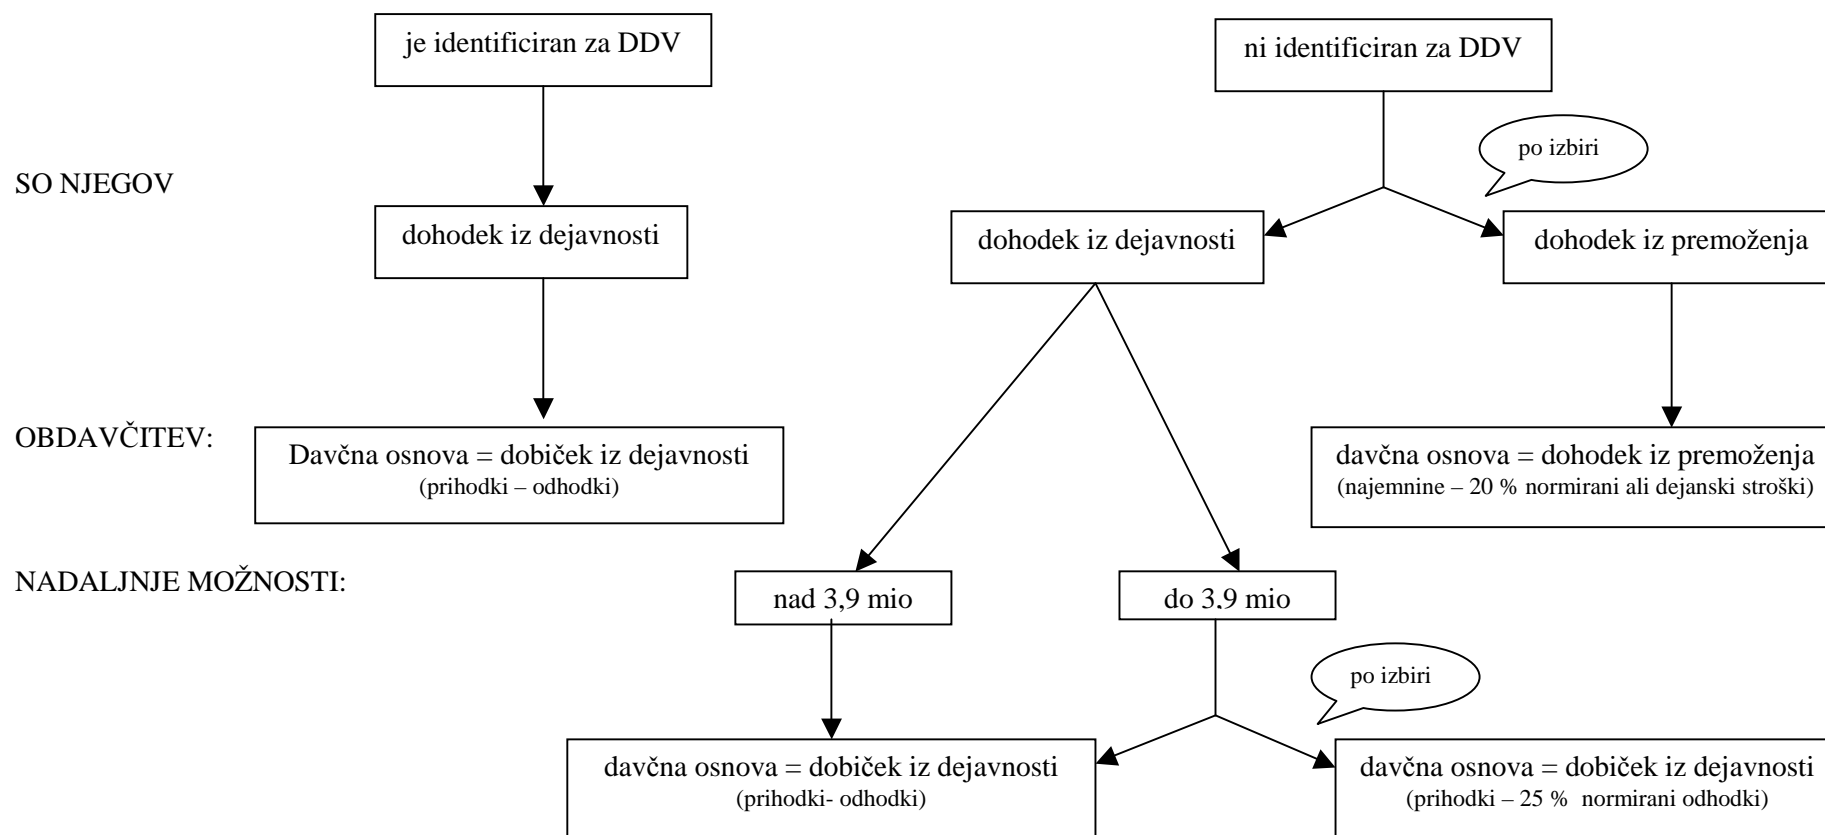 je identificiran za DDV
ni identificiran za DDV
po izbiri
SO NJEGOV
dohodek iz dejavnosti
dohodek iz dejavnosti
dohodek iz premoženja
OBDAVČITEV:
Davčna osnova = dobiček iz dejavnosti
(prihodki – odhodki)
davčna osnova = dohodek iz premoženja
(najemnine – 20 % normirani ali dejanski stroški)
NADALJNJE MOŽNOSTI:
nad 3,9 mio
do 3,9 mio
po izbiri
davčna osnova = dobiček iz dejavnosti
(prihodki- odhodki)
davčna osnova = dobiček iz dejavnosti
(prihodki – 25 % normirani odhodki)